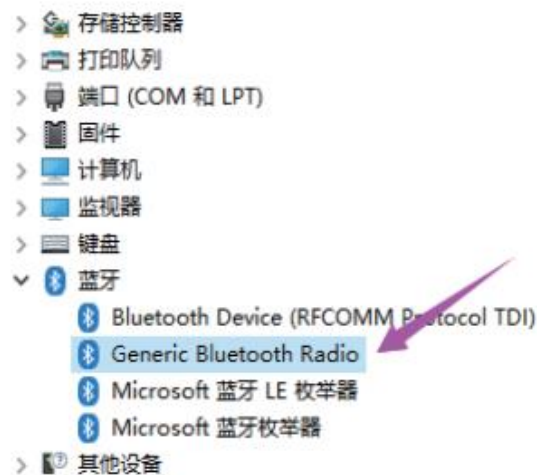 存储控制器
打印队列
端口 (COM 和 LPT)
固件
计算机
监视器
键盘
蓝牙
Bluetooth Device (RFCOMM Protocol TDI)
Generic Bluetooth Radio
Microsoft 蓝牙 LE 枚举器
Microsoft 蓝牙枚举器
其他设备